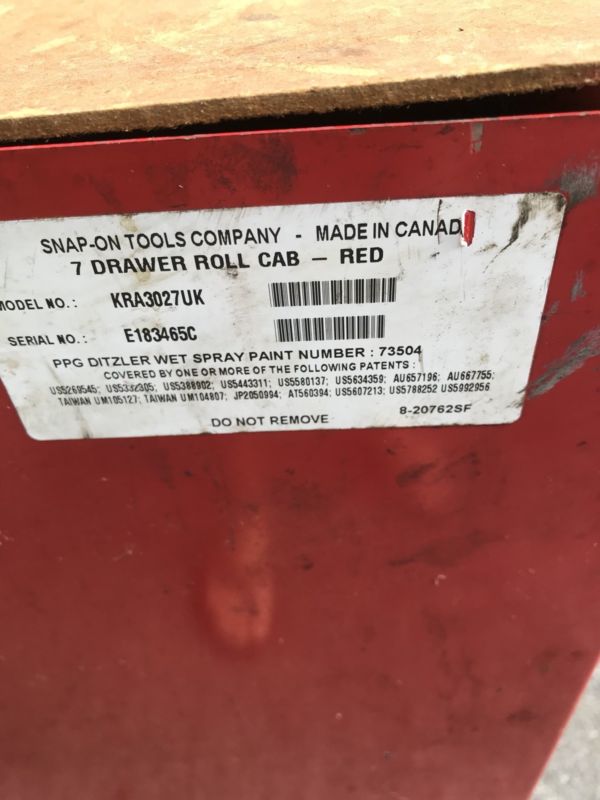 SNAP-ON TOOLS COMPANY - MADE IN CANAD
7 DRAWER ROLL CAB – RED
MODEL NO.: KRA3027UK
SERIAL NO.: E183465C
PPG DITZLER WET SPRAY PAINT NUMBER : 73504
COVERED BY ONE OR MORE OF THE FOLLOWING PATENTS :
US5269545; US5332305; US5388902; US5443311; US5580137; US5634359; AU657196; AU667755;
TAIWAN UM105127; TAIWAN UM104807; JP2050994; AT560394; US5607213; US5788252 US5992956
8-20762SF
DO NOT REMOVE